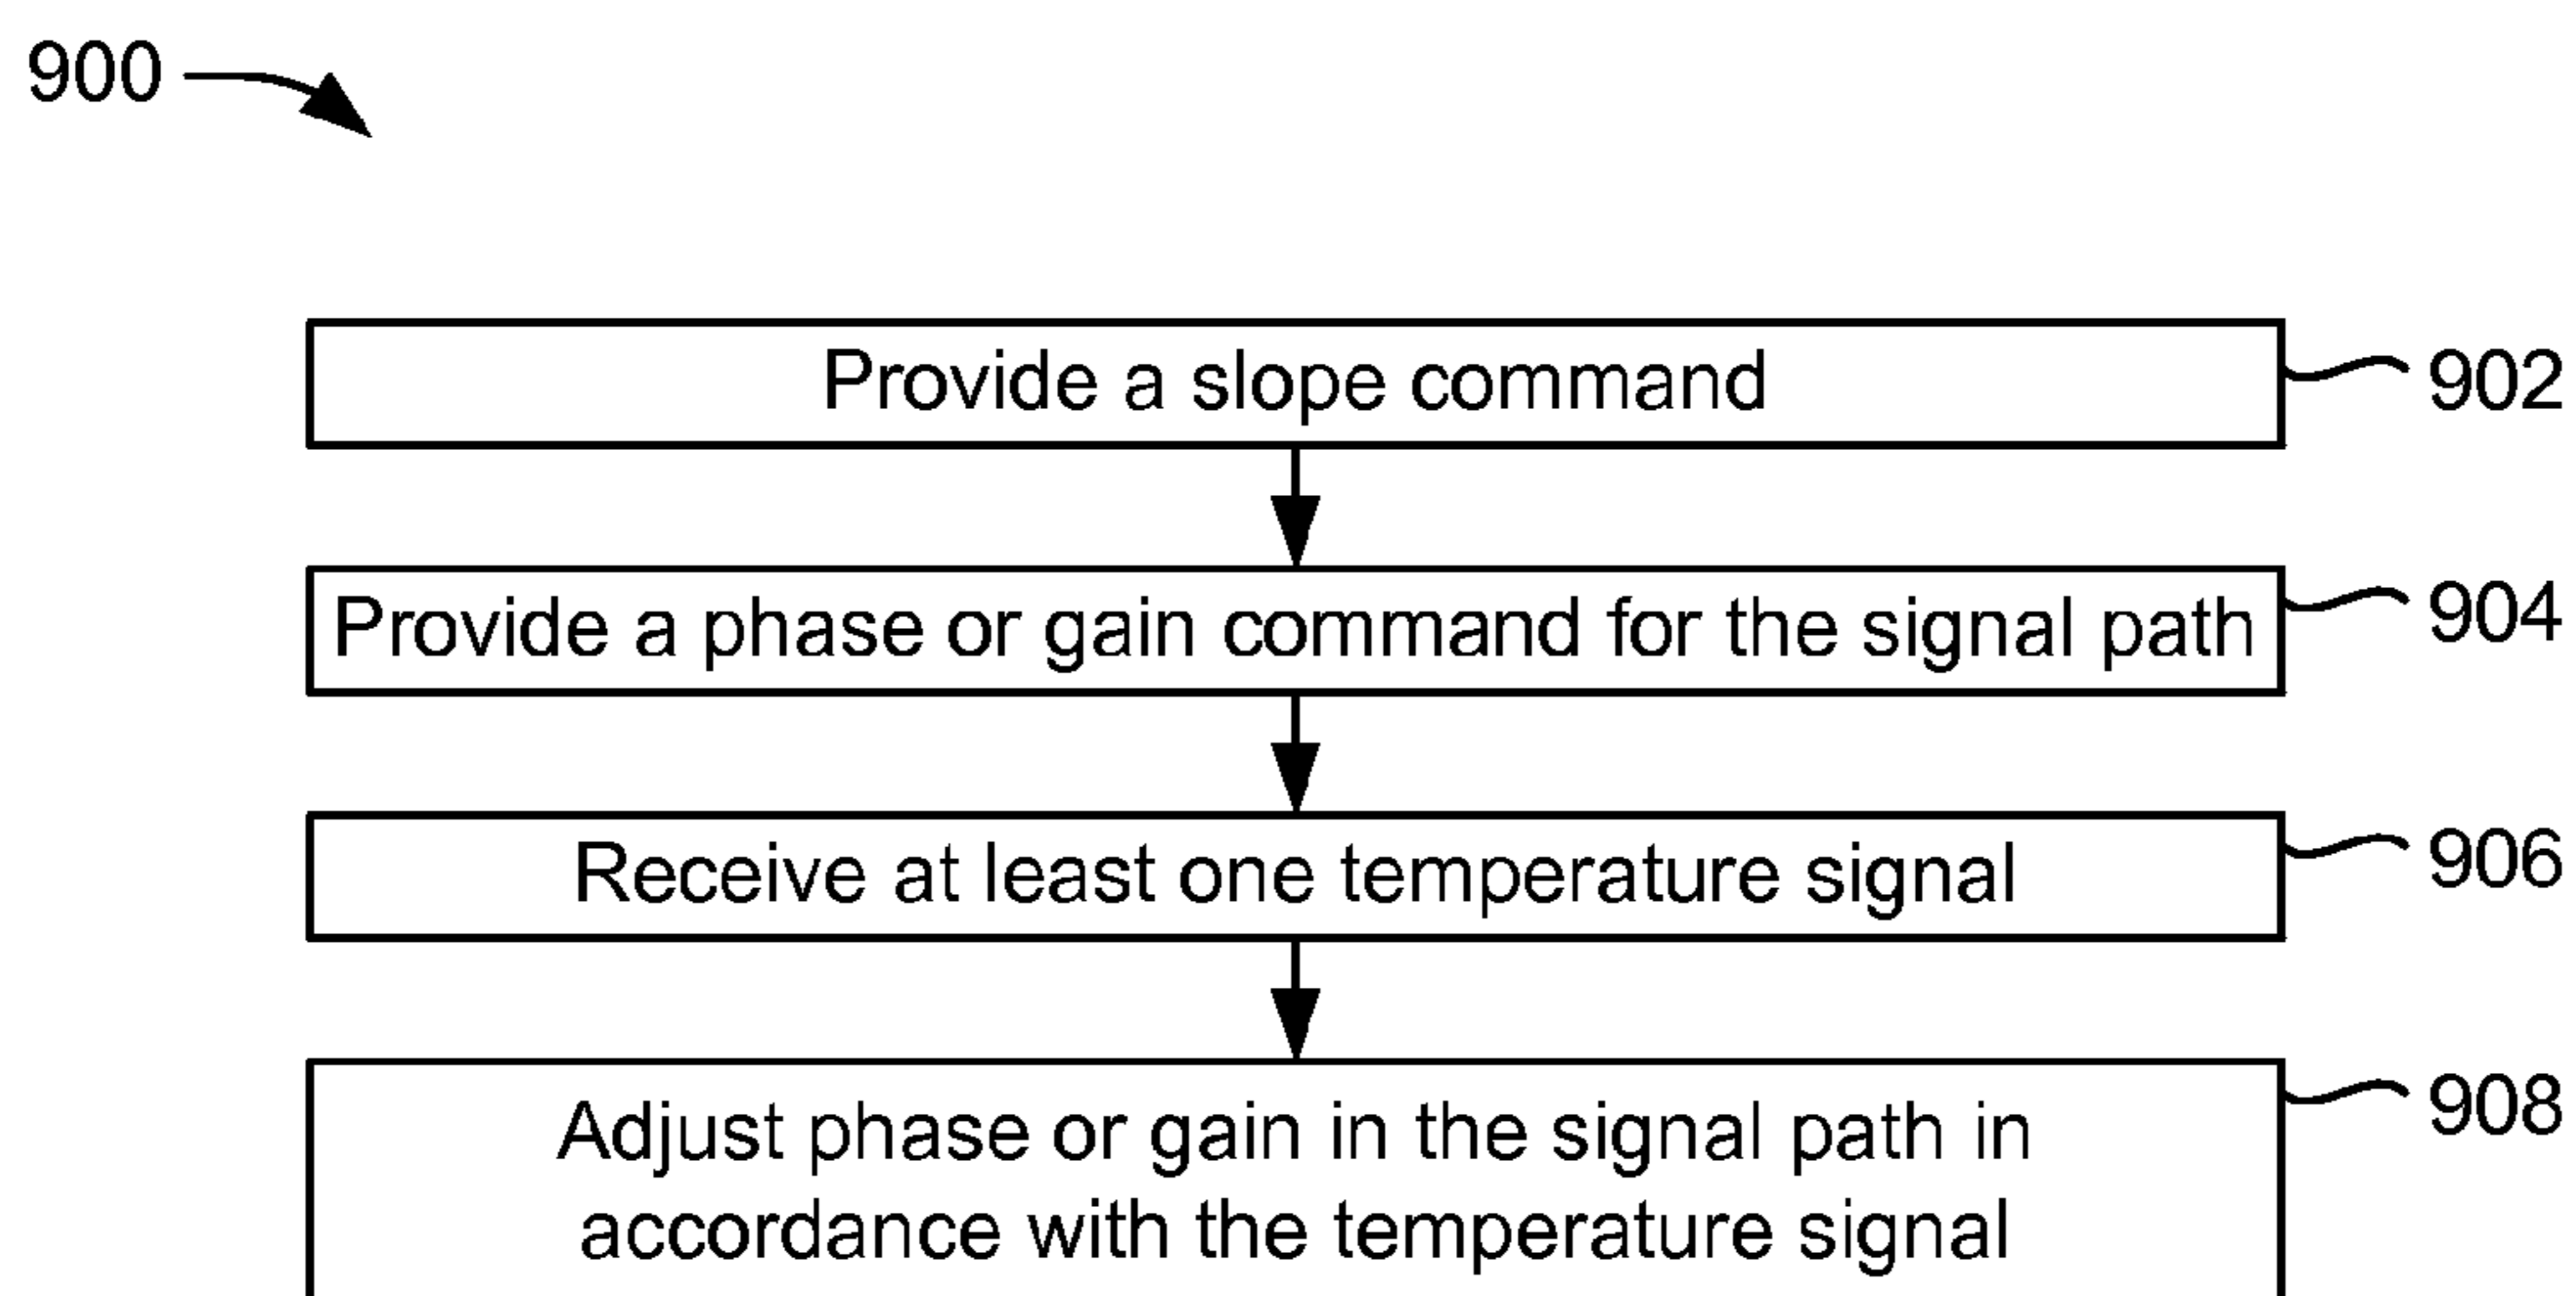 900
Provide a slope command
902
Provide a phase or gain command for the signal path
904
Receive at least one temperature signal
906
Adjust phase or gain in the signal path in
accordance with the temperature signal
908